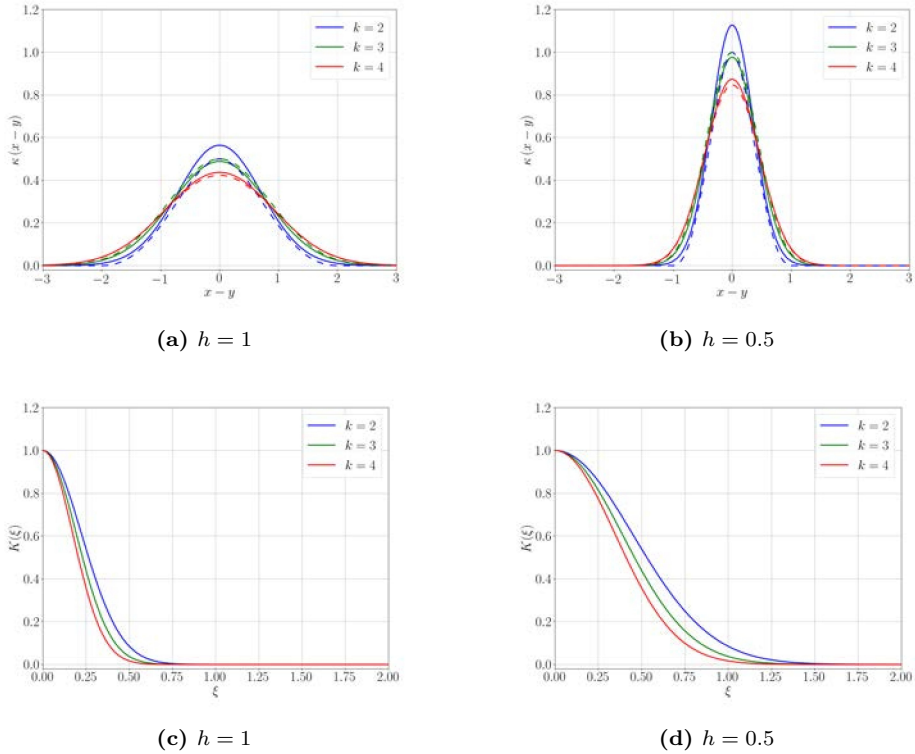 1.2
1.0
0.8
0.6
0.4
0.2
0.0
κ (x − y)
−3 −2 −1 0 1 2 3
x − y
k = 2
k = 3
k = 4
(a) h = 1
1.2
1.0
0.8
0.6
0.4
0.2
0.0
κ (x − y)
−3 −2 −1 0 1 2 3
x − y
k = 2
k = 3
k = 4
(b) h = 0.5
1.2
1.0
0.8
0.6
0.4
0.2
0.0
K(ξ)
0.00 0.25 0.50 0.75 1.00 1.25 1.50 1.75 2.00
ξ
k = 2
k = 3
k = 4
(c) h = 1
1.2
1.0
0.8
0.6
0.4
0.2
0.0
K(ξ)
0.00 0.25 0.50 0.75 1.00 1.25 1.50 1.75 2.00
ξ
k = 2
k = 3
k = 4
(d) h = 0.5